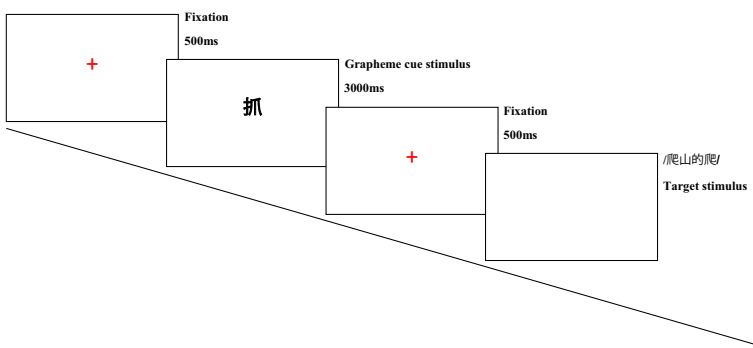 Fixation
500ms
Grapheme cue stimulus
3000ms
抓
Fixation
500ms
/爬山的爬/
Target stimulus